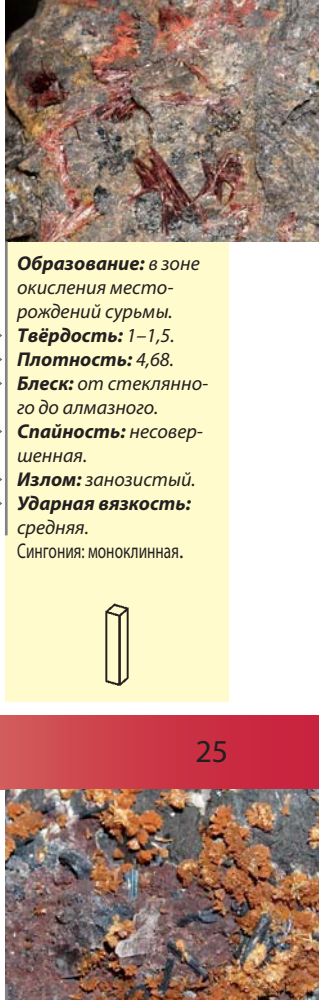 Образование: в зоне
окисления место-
рождений сурьмы.
Твёрдость: 1–1,5.
Плотность: 4,68.
Блеск: от стеклянно-
го до алмазного.
Спайность: несовер-
шенная.
Излом: занозистый.
Ударная вязкость:
средняя.
Сингония: моноклинная.
25